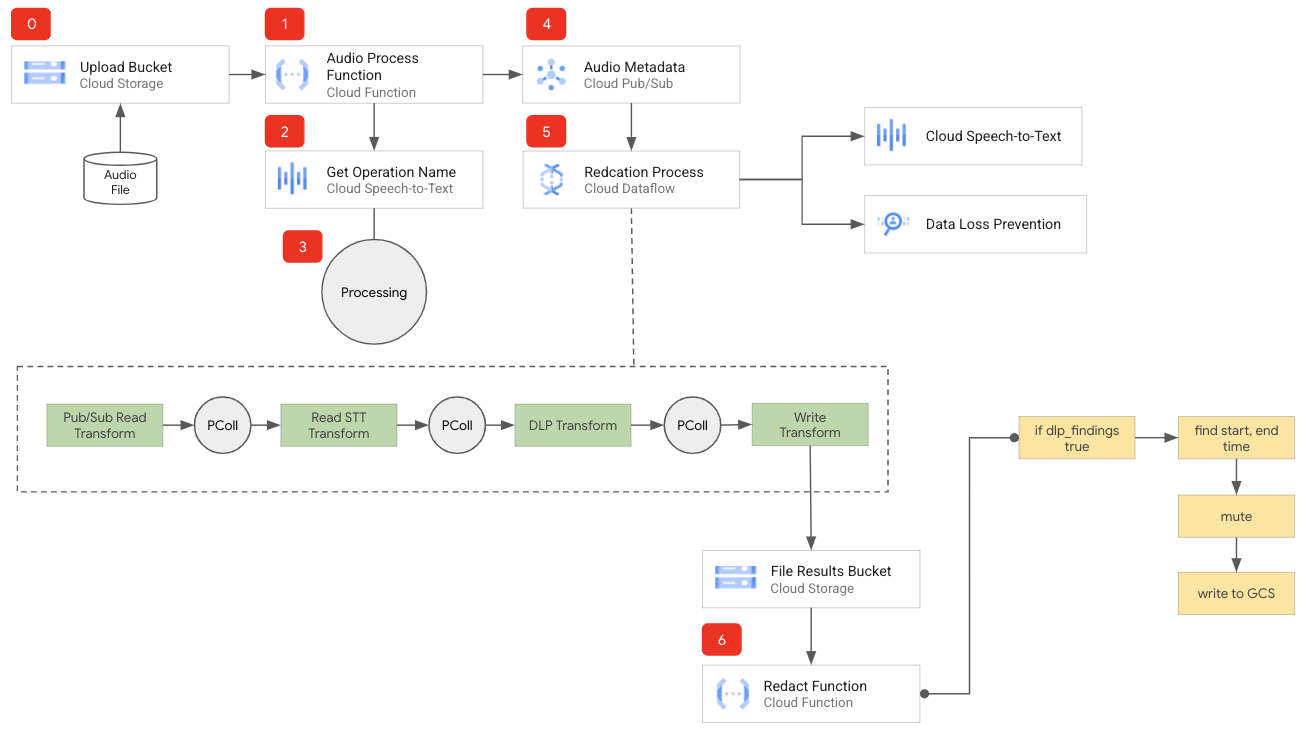 0
Upload Bucket
Cloud Storage
Audio
File
1
Audio Process
Function
Cloud Function
2
Get Operation Name
Cloud Speech-to-Text
3
Processing
4
Audio Metadata
Cloud Pub/Sub
5
Redcation Process
Cloud Dataflow
Cloud Speech-to-Text
Data Loss Prevention
Pub/Sub Read
Transform
PColl
Read STT
Transform
PColl
DLP Transform
PColl
Write
Transform
File Results Bucket
Cloud Storage
6
Redact Function
Cloud Function
if dlp_findings
true
find start, end
time
mute
write to GCS